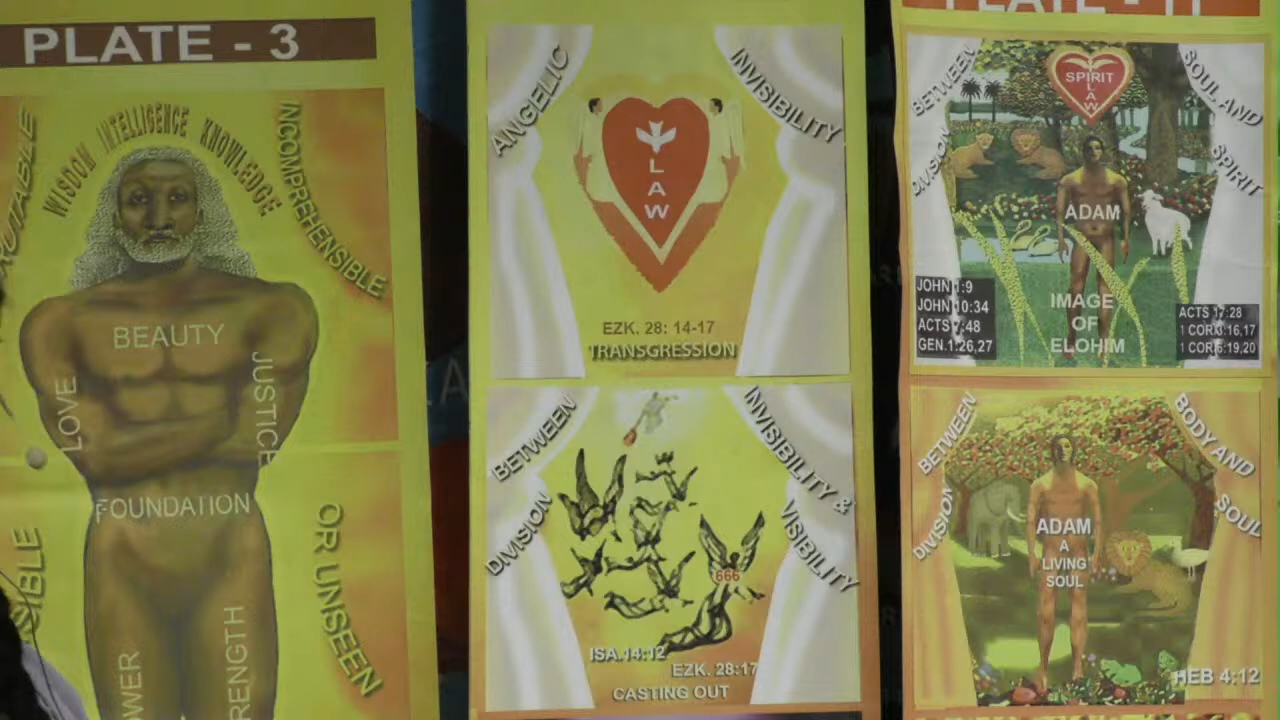 PLATE - 3
WISDOM INTELLIGENCE KNOWLEDGE
INCOMPREHENSIBLE
BEAUTY
LOVE
JUSTICE
FOUNDATION
OR UNSEEN
ANGELIC
INVISIBILITY
LAW
EZK. 28: 14-17
TRANSGRESSION
BETWEEN
INVISIBILITY &
DIVISION
VISIBILITY
666
ISA.14:12
EZK. 28:17
CASTING OUT
BETWEEN
SOUL AND
DIVISION
SPIRIT
SPIRIT
LAW
ADAM
JOHN 1:9
JOHN 10:34
ACTS 7:48
GEN.1:26,27
IMAGE
OF
ELOHIM
ACTS 17:28
BETWEEN
BODY AND
DIVISION
SOUL
ADAM
A
LIVING
SOUL
HEB 4:12